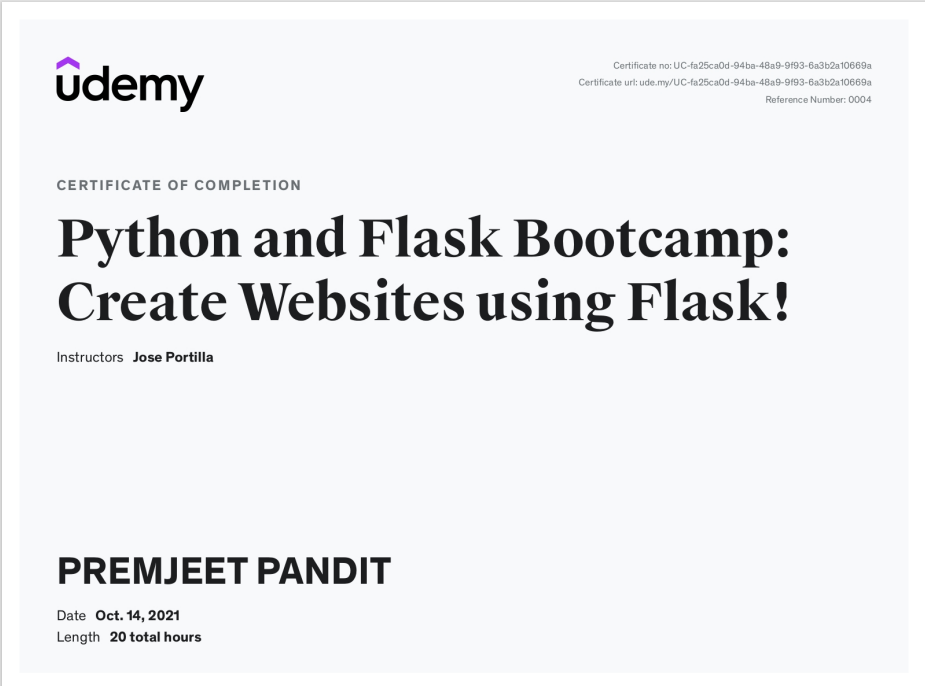 udemy
Certificate no: UC-fa25ca0d-94ba-48a9-9f93-6a3b2a10669a
Certificate url: ude.my/UC-fa25ca0d-94ba-48a9-9f93-6a3b2a10669a
Reference Number: 0004
CERTIFICATE OF COMPLETION
Python and Flask Bootcamp:
Create Websites using Flask!
Instructors Jose Portilla
PREMJEET PANDIT
Date Oct. 14, 2021
Length 20 total hours